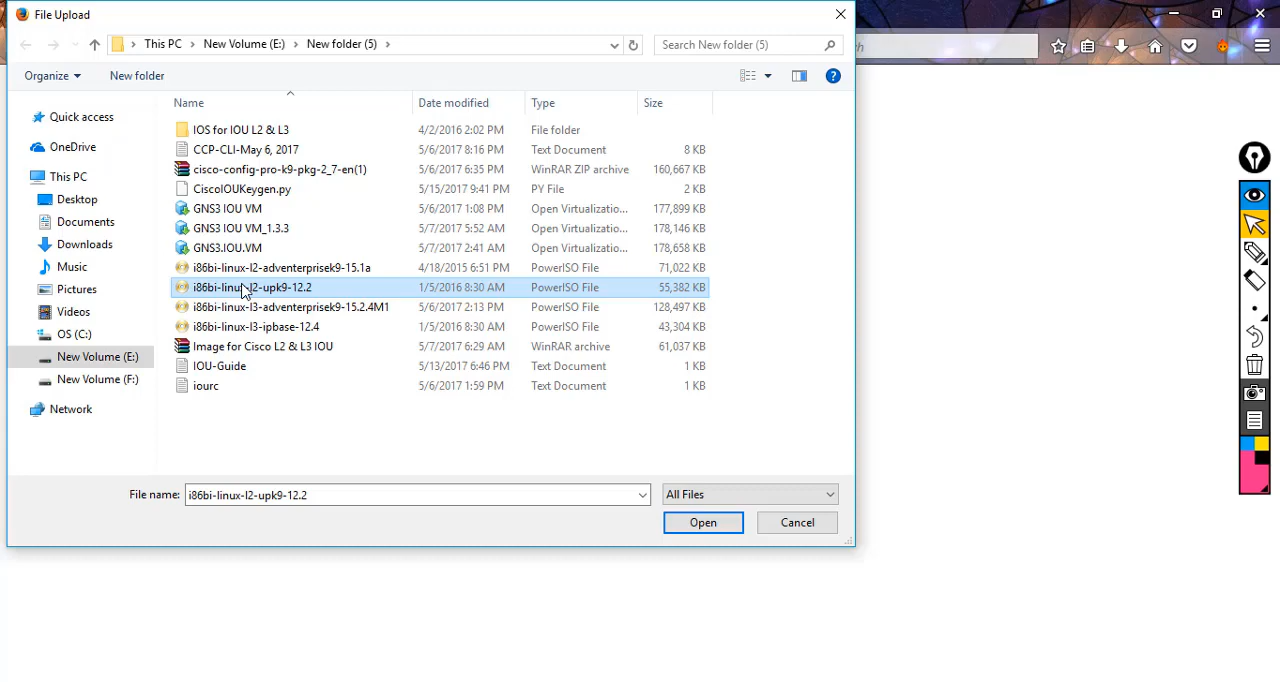 File Upload
This PC > New Volume (E:) > New folder (5) >
Search New folder (5)
Organize
New folder
Name
Date modified
Type
Size
Quick access
OneDrive
This PC
Desktop
Documents
Downloads
Music
Pictures
Videos
OS (C:)
New Volume (E:)
New Volume (F:)
Network
IOS for IOU L2 & L3 4/2/2016 2:02 PM File folder
CCP-CLI-May 6, 2017 5/6/2017 8:16 PM Text Document 8 KB
cisco-config-pro-k9-pkg-2_7-en(1) 5/6/2017 6:35 PM WinRAR ZIP archive 160,667 KB
CiscoIOUKeygen.py 5/15/2017 9:41 PM PY File 2 KB
GNS3 IOU VM 5/6/2017 1:08 PM Open Virtualizatio... 177,899 KB
GNS3 IOU VM_1.3.3 5/7/2017 5:52 AM Open Virtualizatio... 178,146 KB
GNS3.IOU.VM 5/7/2017 2:41 AM Open Virtualizatio... 178,658 KB
i86bi-linux-l2-adventerprisek9-15.1a 4/18/2015 6:51 PM PowerISO File 71,022 KB
i86bi-linux-l2-upk9-12.2 1/5/2016 8:30 AM PowerISO File 55,382 KB
i86bi-linux-l3-adventerprisek9-15.2.4M1 5/6/2017 2:13 PM PowerISO File 128,497 KB
i86bi-linux-l3-ipbase-12.4 1/5/2016 8:30 AM PowerISO File 43,304 KB
Image for Cisco L2 & L3 IOU 5/7/2017 6:29 AM WinRAR archive 61,037 KB
IOU-Guide 5/13/2017 6:46 PM Text Document 1 KB
iourc 5/6/2017 1:59 PM Text Document 1 KB
File name: i86bi-linux-l2-upk9-12.2
All Files
Open
Cancel